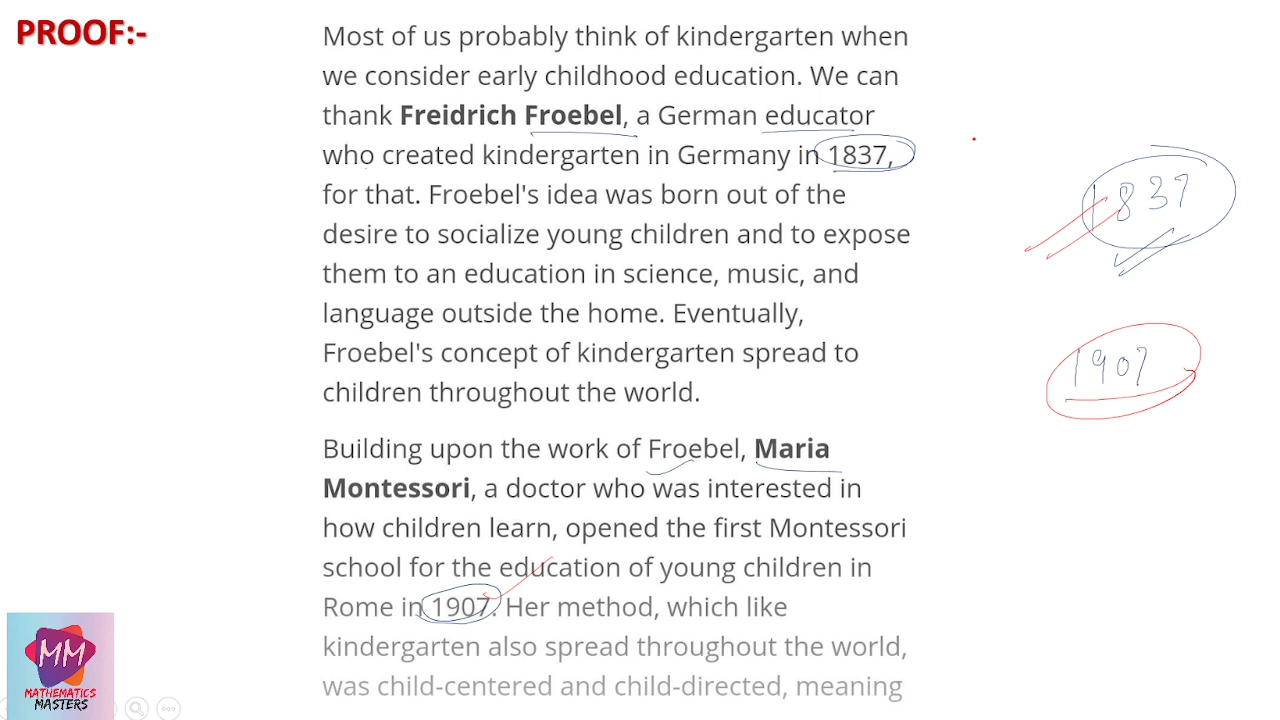 PROOF:-
Most of us probably think of kindergarten when
we consider early childhood education. We can
thank Freidrich Froebel, a German educator
who created kindergarten in Germany in 1837,
for that. Froebel's idea was born out of the
desire to socialize young children and to expose
them to an education in science, music, and
language outside the home. Eventually,
Froebel's concept of kindergarten spread to
children throughout the world.
Building upon the work of Froebel, Maria
Montessori, a doctor who was interested in
how children learn, opened the first Montessori
school for the education of young children in
Rome in 1907. Her method, which like
kindergarten also spread throughout the world,
was child-centered and child-directed, meaning
1837
1907
MM
MATHEMATICS
MASTERS